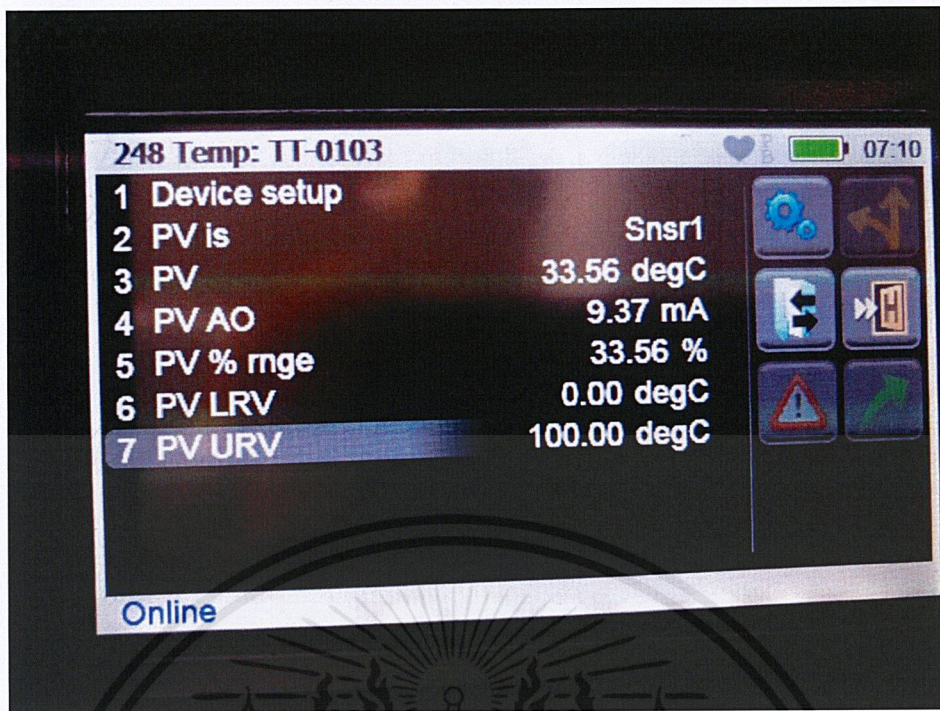 248 Temp: TT-0103 07:10
1 Device setup
2 PV is Snsr1
3 PV 33.56 degC
4 PV AO 9.37 mA
5 PV % rnge 33.56 %
6 PV LRV 0.00 degC
7 PV URV 100.00 degC
Online